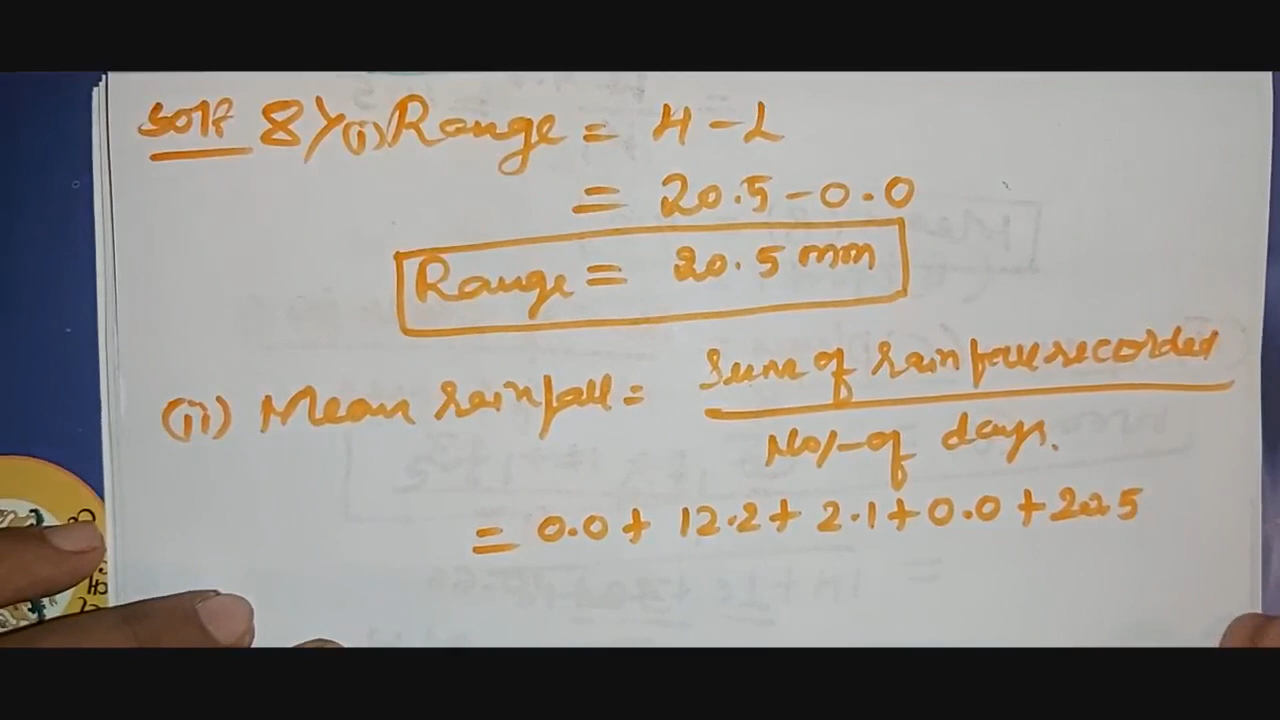 Soln 8) (i) Range = H - L
= 20.5 - 0.0
Range = 20.5 mm
(ii) Mean rainfall = Sum of rainfall recorded
No/- of days.
= 0.0 + 12.2 + 2.1 + 0.0 + 20.5